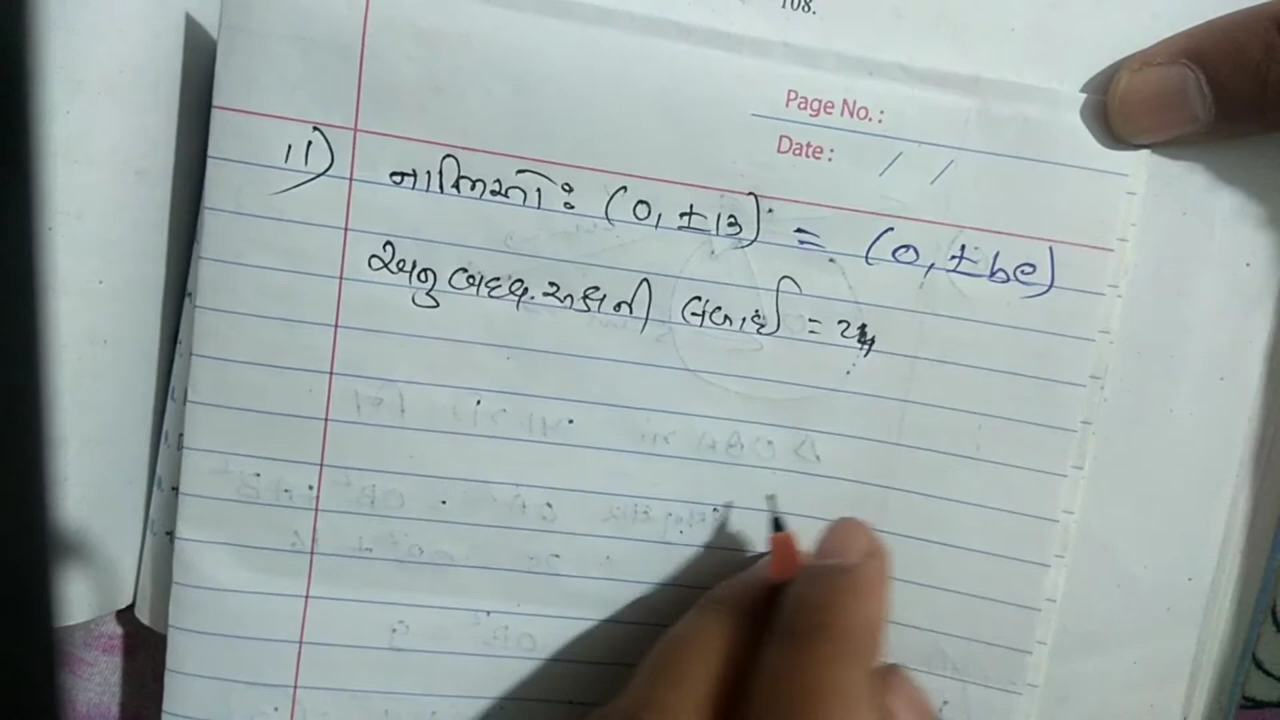 108.
Page No.:
Date: / /
11) નાભિઓ: (0, ±13) = (0, ±be)
અનુબદ્ધ અક્ષની લંબાઈ = 24